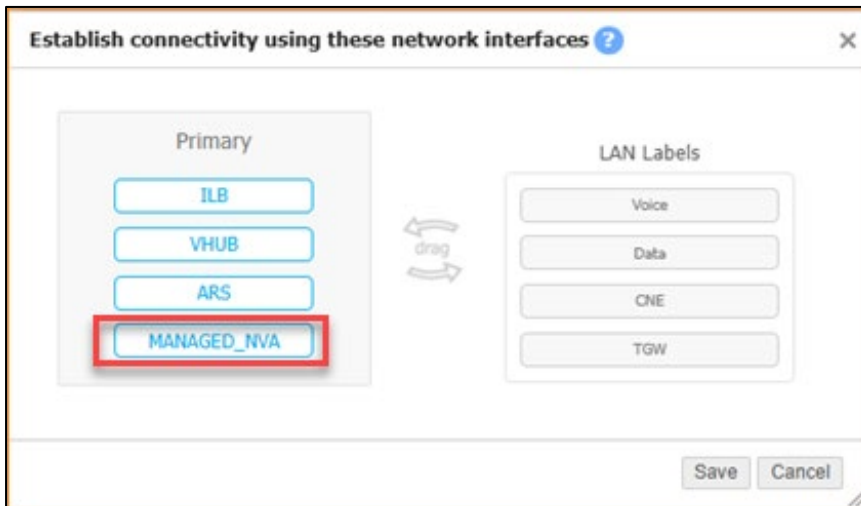 Establish connectivity using these network interfaces ?
×
Primary
ILB
VHUB
ARS
MANAGED_NVA
drag
LAN Labels
Voice
Data
CNE
TGW
Save
Cancel